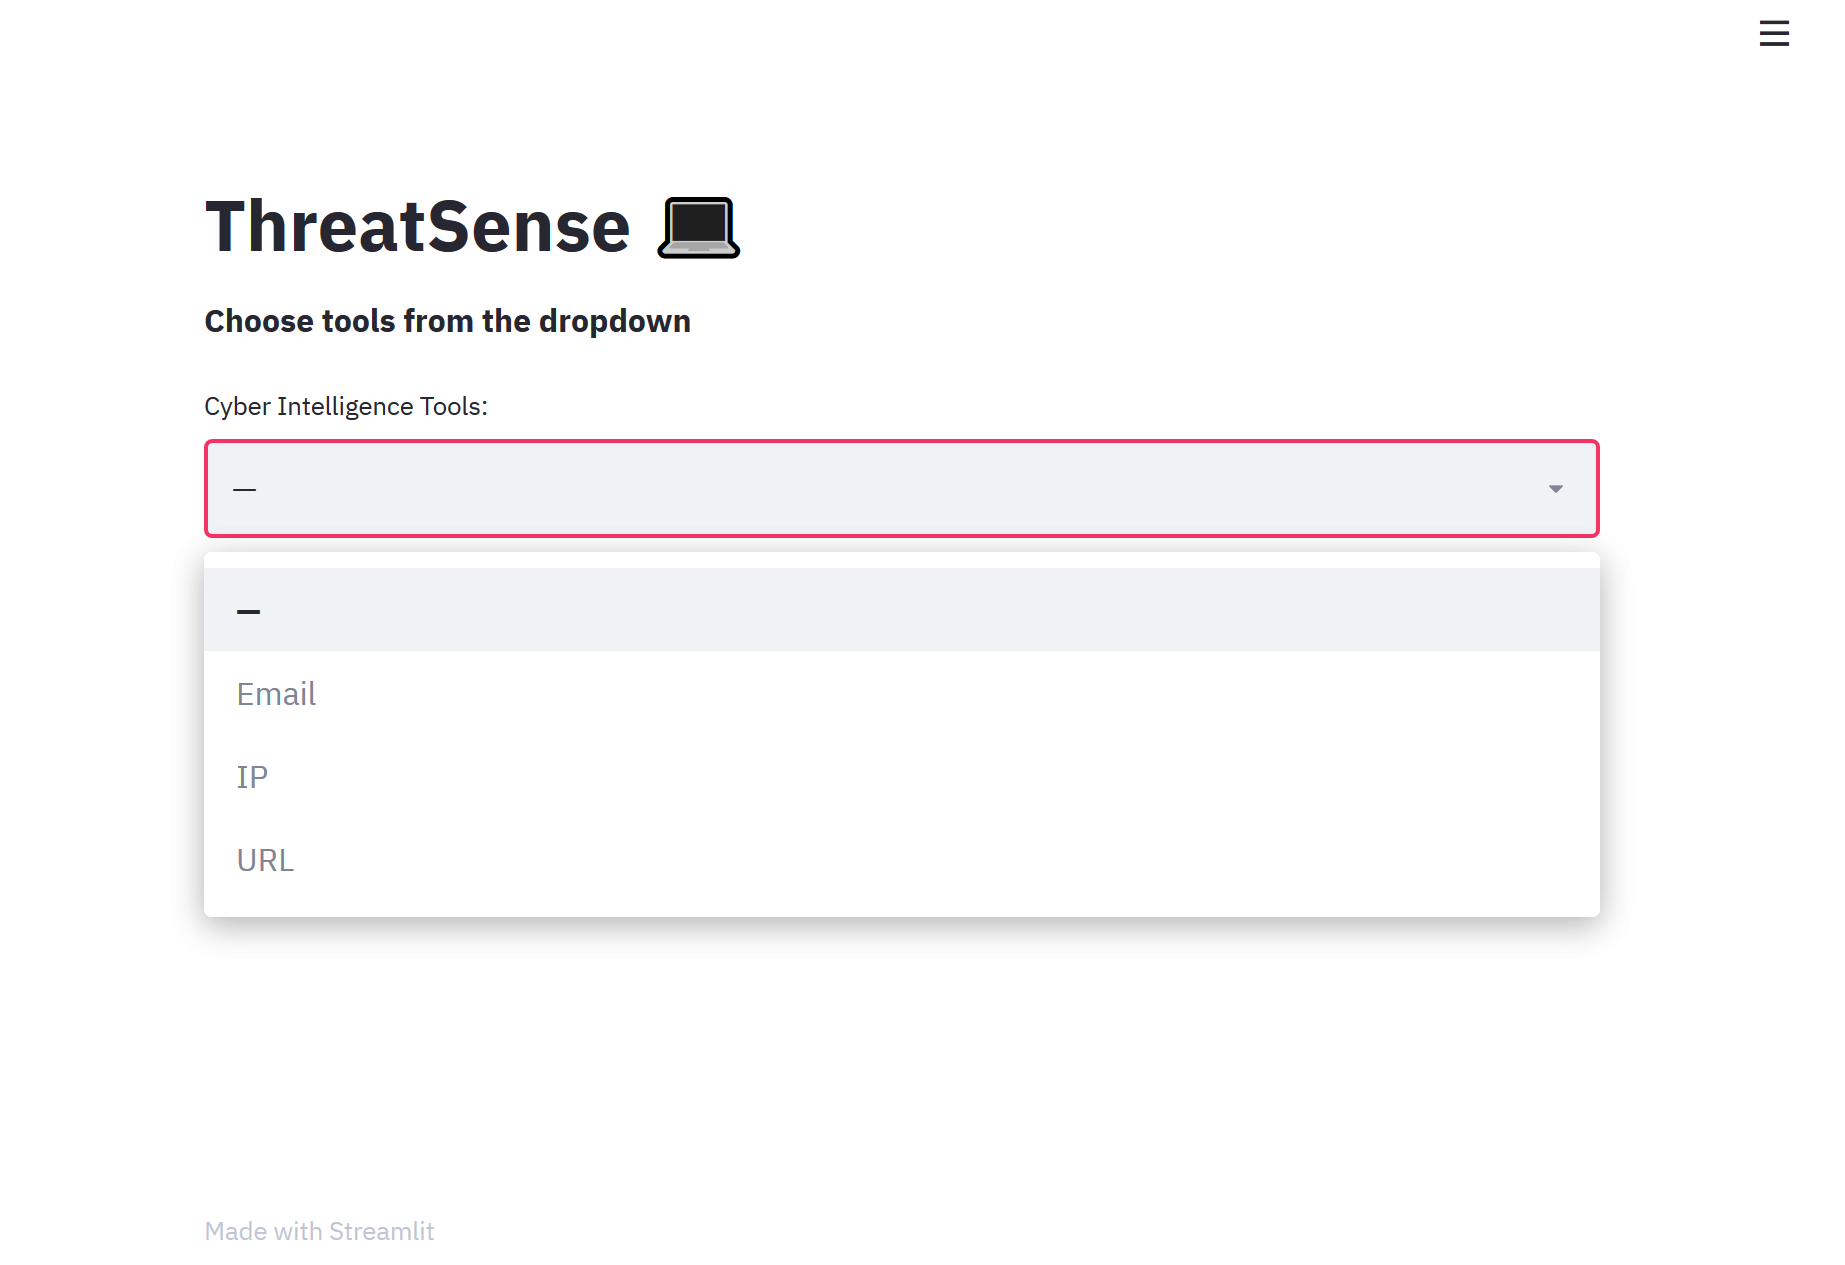 ThreatSense 💻
Choose tools from the dropdown
Cyber Intelligence Tools:
—
—
Email
IP
URL
Made with Streamlit